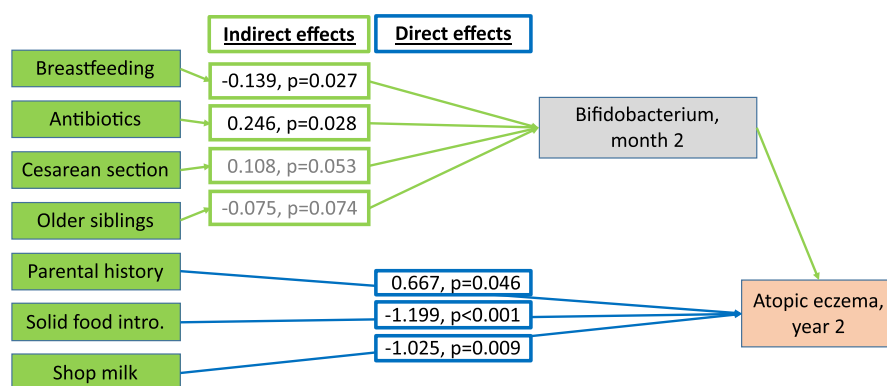 Indirect effects
Direct effects
Breastfeeding
-0.139, p=0.027
Antibiotics
0.246, p=0.028
Bifidobacterium,
month 2
Cesarean section
0.108, p=0.053
Older siblings
-0.075, p=0.074
Parental history
0.667, p=0.046
Solid food intro.
-1.199, p<0.001
Atopic eczema,
year 2
Shop milk
-1.025, p=0.009